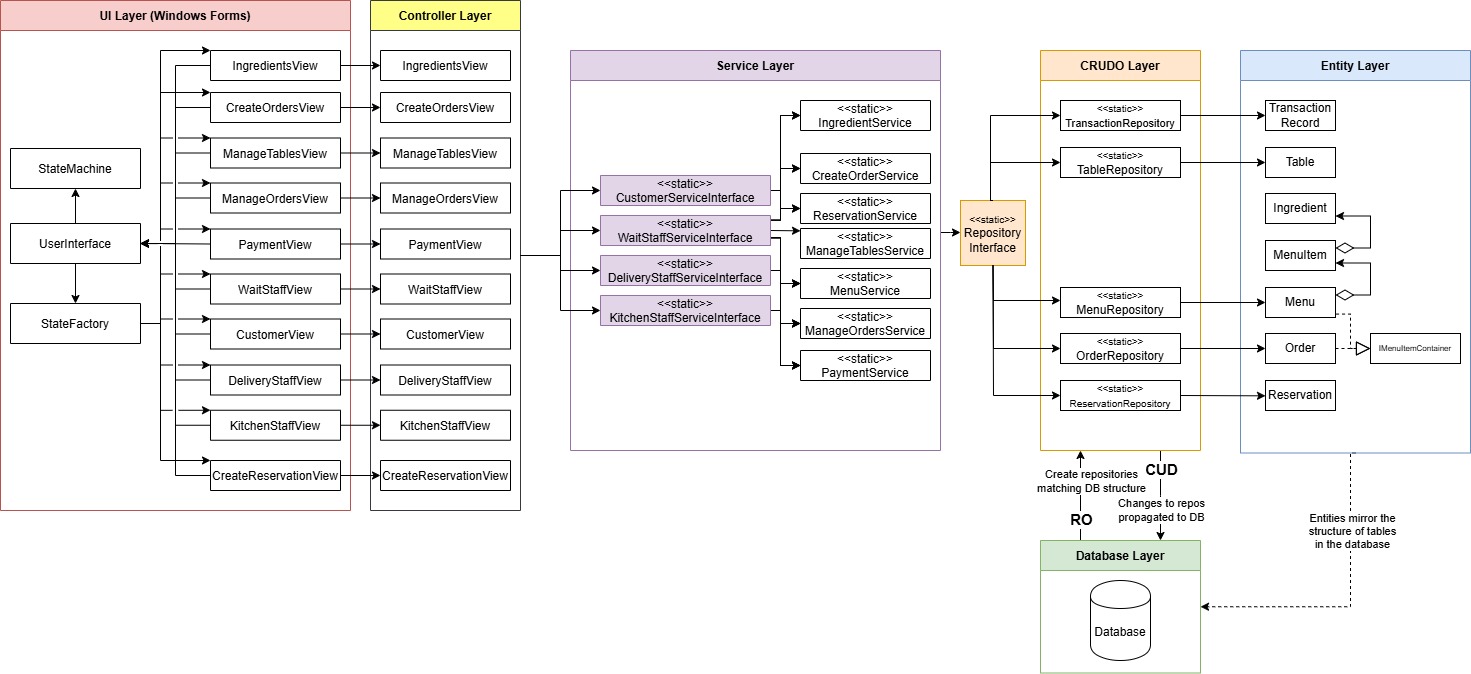 UI Layer (Windows Forms)
StateMachine
UserInterface
StateFactory
IngredientsView
CreateOrdersView
ManageTablesView
ManageOrdersView
PaymentView
WaitStaffView
CustomerView
DeliveryStaffView
KitchenStaffView
CreateReservationView
Controller Layer
IngredientsView
CreateOrdersView
ManageTablesView
ManageOrdersView
PaymentView
WaitStaffView
CustomerView
DeliveryStaffView
KitchenStaffView
CreateReservationView
Service Layer
<<static>>
CustomerServiceInterface
<<static>>
WaitStaffServiceInterface
<<static>>
DeliveryStaffServiceInterface
<<static>>
KitchenStaffServiceInterface
<<static>>
IngredientService
<<static>>
CreateOrderService
<<static>>
ReservationService
<<static>>
ManageTablesService
<<static>>
MenuService
<<static>>
ManageOrdersService
<<static>>
PaymentService
<<static>>
Repository
Interface
CRUDO Layer
<<static>>
TransactionRepository
<<static>>
TableRepository
<<static>>
MenuRepository
<<static>>
OrderRepository
<<static>>
ReservationRepository
Entity Layer
Transaction
Record
Table
Ingredient
MenuItem
Menu
Order
IMenuItemContainer
Reservation
Create repositories
matching DB structure
RO
CUD
Changes to repos
propagated to DB
Entities mirror the
structure of tables
in the database
Database Layer
Database